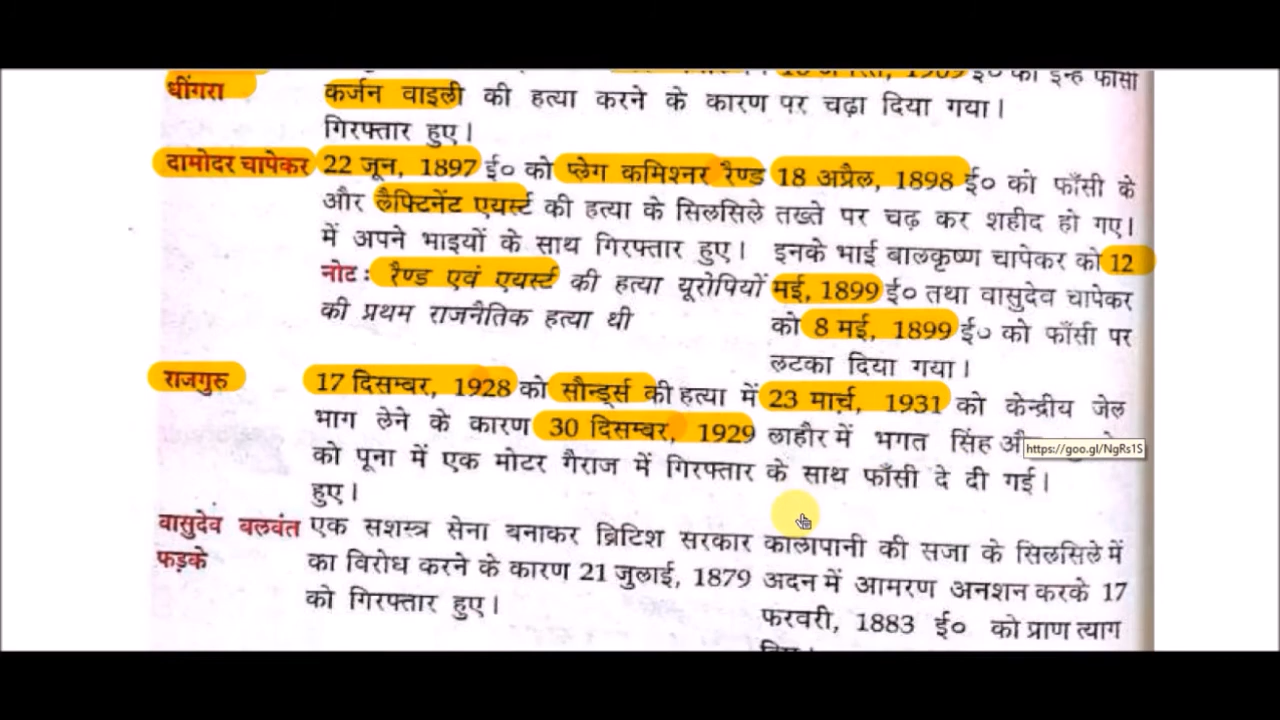 धींगरा
कर्जन वाइली की हत्या करने के कारण
गिरफ्तार हुए।
ई० को इन्हें फाँसी
पर चढ़ा दिया गया।
दामोदर चापेकर
22 जून, 1897 ई० को प्लेग कमिश्नर रैण्ड
और लैफ्टिनेंट एयर्स्ट की हत्या के सिलसिले
में अपने भाइयों के साथ गिरफ्तार हुए।
नोट: रैण्ड एवं एयर्स्ट की हत्या यूरोपियों
की प्रथम राजनैतिक हत्या थी
18 अप्रैल, 1898 ई० को फाँसी के
तख्ते पर चढ़ कर शहीद हो गए।
इनके भाई बालकृष्ण चापेकर को 12
मई, 1899 ई० तथा वासुदेव चापेकर
को 8 मई, 1899 ई० को फाँसी पर
लटका दिया गया।
राजगुरु
17 दिसम्बर, 1928 को सौन्ड्र्स की हत्या में
भाग लेने के कारण 30 दिसम्बर, 1929
को पूना में एक मोटर गैराज में गिरफ्तार
हुए।
23 मार्च, 1931 को केन्द्रीय जेल
लाहौर में भगत सिंह
के साथ फाँसी दे दी गई।
https://goo.gl/NgRs1S
वासुदेव बलवंत
फड़के
एक सशस्त्र सेना बनाकर ब्रिटिश सरकार
का विरोध करने के कारण 21 जुलाई, 1879
को गिरफ्तार हुए।
कालापानी की सजा के सिलसिले में
अदन में आमरण अनशन करके 17
फरवरी, 1883 ई० को प्राण त्याग